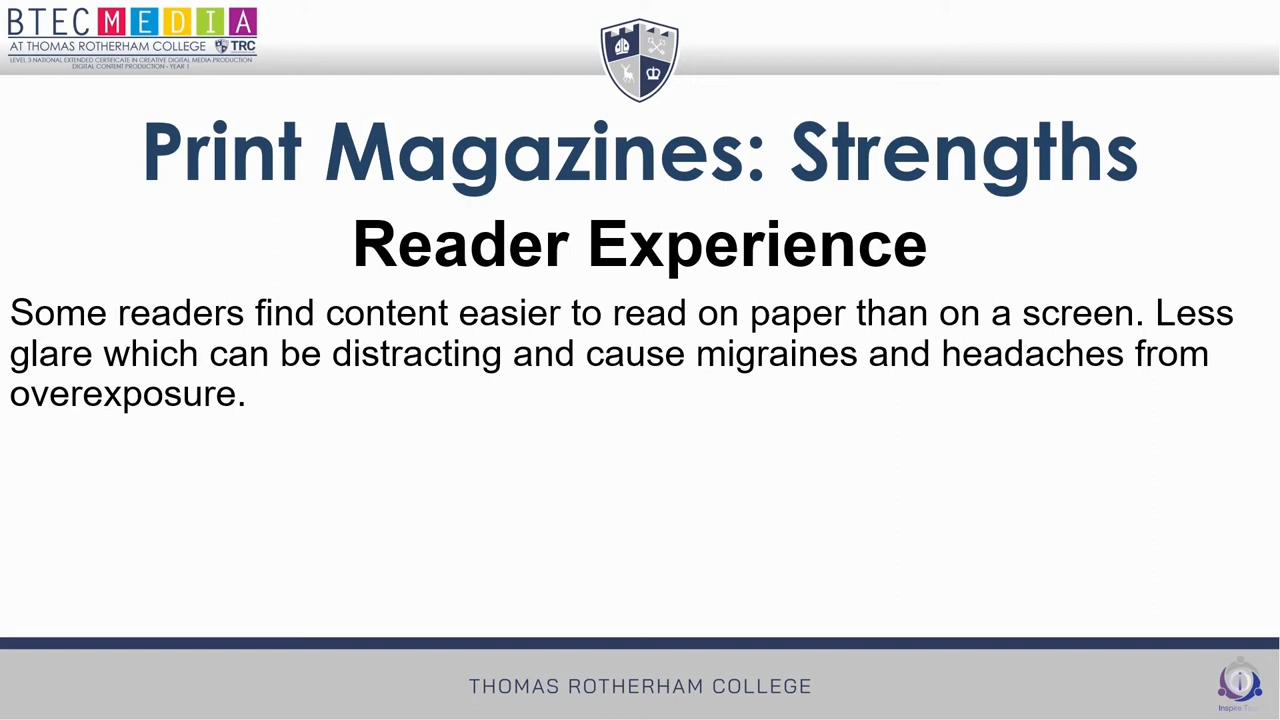 BTEC MEDIA
AT THOMAS ROTHERHAM COLLEGE TRC
LEVEL 3 NATIONAL EXTENDED CERTIFICATE IN CREATIVE DIGITAL MEDIA PRODUCTION
DIGITAL CONTENT PRODUCTION - YEAR 1
Print Magazines: Strengths
Reader Experience
Some readers find content easier to read on paper than on a screen. Less
glare which can be distracting and cause migraines and headaches from
overexposure.
THOMAS ROTHERHAM COLLEGE
Inspire